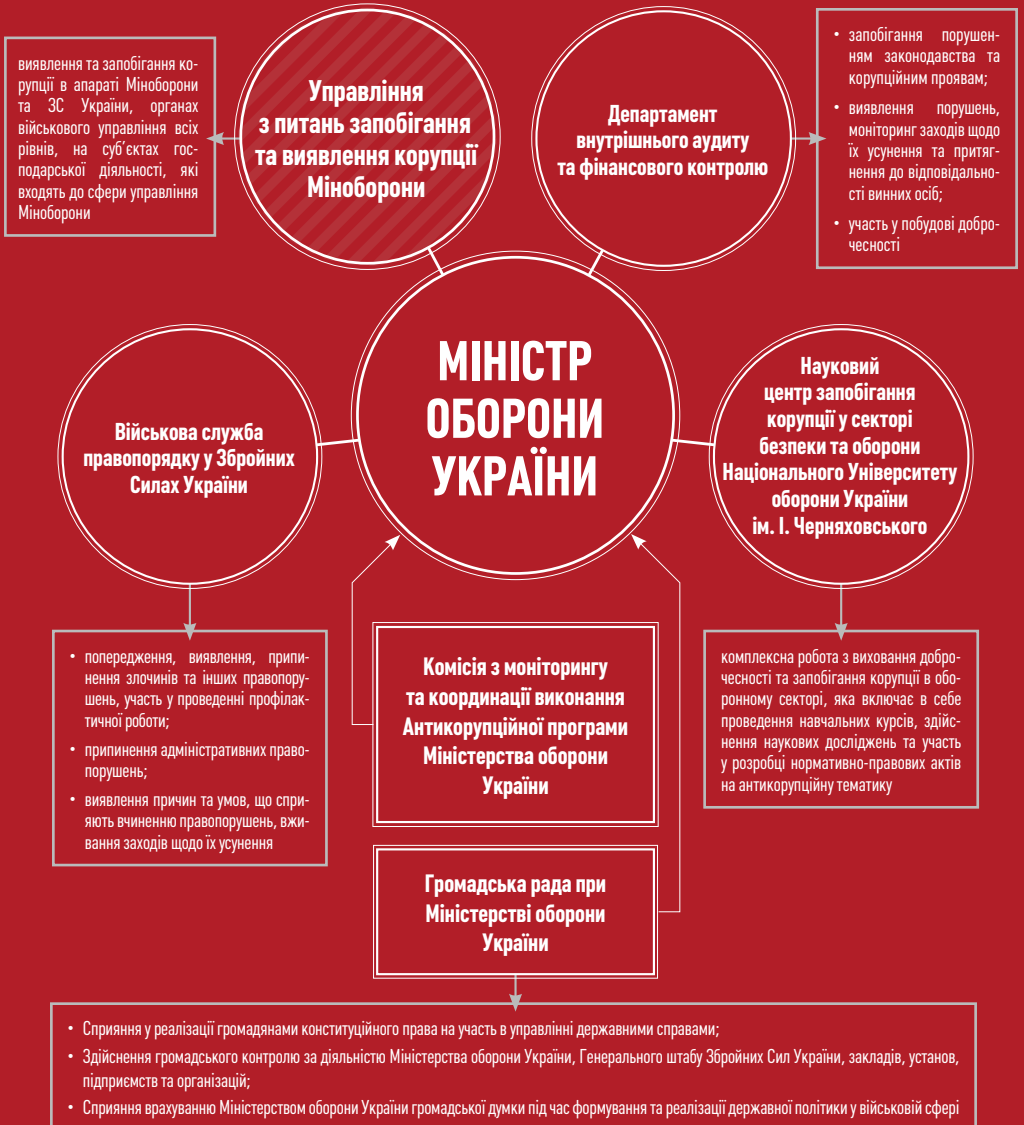 виявлення та запобігання ко-
рупції в апараті Міноборони
та ЗС України, органах
військового управління всіх
рівнів, на суб'єктах гос-
подарської діяльності, які
входять до сфери управління
Міноборони
Управління
з питань запобігання
та виявлення корупції
Міноборони
Департамент
внутрішнього аудиту
та фінансового контролю
• запобігання порушен-
ням законодавства та
корупційним проявам;
• виявлення порушень,
моніторинг заходів щодо
їх усунення та притяг-
нення до відповідально-
сті винних осіб;
• участь у побудові добро-
чесності
МІНІСТР
ОБОРОНИ
УКРАЇНИ
Військова служба
правопорядку у Збройних
Силах України
Науковий
центр запобігання
корупції у секторі
безпеки та оборони
Національного Університету
оборони України
ім. І. Черняховського
• попередження, виявлення, припи-
нення злочинів та інших правопору-
шень, участь у проведенні профілак-
тичної роботи;
• припинення адміністративних право-
порушень;
• виявлення причин та умов, що спри-
яють вчиненню правопорушень, вжи-
вання заходів щодо їх усунення
Комісія з моніторингу
та координації виконання
Антикорупційної програми
Міністерства оборони
України
комплексна робота з виховання добро-
чесності та запобігання корупції в обо-
ронному секторі, яка включає в себе
проведення навчальних курсів, здійс-
нення наукових досліджень та участь
у розробці нормативно-правових актів
на антикорупційну тематику
Громадська рада при
Міністерстві оборони
України
• Сприяння у реалізації громадянами конституційного права на участь в управлінні державними справами;
• Здійснення громадського контролю за діяльністю Міністерства оборони України, Генерального штабу Збройних Сил України, закладів, установ,
підприємств та організацій;
• Сприяння врахуванню Міністерством оборони України громадської думки під час формування та реалізації державної політики у військовій сфері